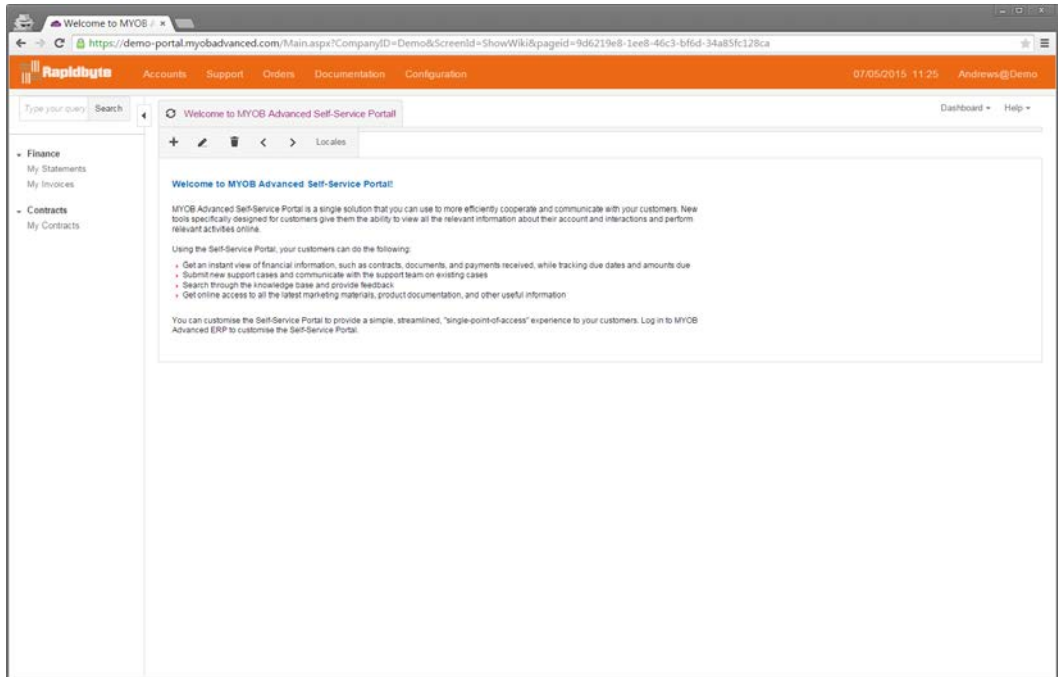 Welcome to MYOB A
https://demo-portal.myobadvanced.com/Main.aspx?CompanyID=Demo&ScreenId=ShowWiki&pageid=9d6219e8-1ee8-46c3-bf6d-34a85fc128ca
Rapidbyte Accounts Support Orders Documentation Configuration 07/05/2015 11:25 Andrews@Demo
Type your query Search
Welcome to MYOB Advanced Self-Service Portal!
Dashboard Help
Locales
Finance
My Statements
My Invoices
Contracts
My Contracts
Welcome to MYOB Advanced Self-Service Portal!
MYOB Advanced Self-Service Portal is a single solution that you can use to more efficiently cooperate and communicate with your customers. New
tools specifically designed for customers give them the ability to view all the relevant information about their account and interactions and perform
relevant activities online.
Using the Self-Service Portal, your customers can do the following:
Get an instant view of financial information, such as contracts, documents, and payments received, while tracking due dates and amounts due
Submit new support cases and communicate with the support team on existing cases
Search through the knowledge base and provide feedback
Get online access to all the latest marketing materials, product documentation, and other useful information
You can customise the Self-Service Portal to provide a simple, streamlined, "single-point-of-access" experience to your customers. Log in to MYOB
Advanced ERP to customise the Self-Service Portal.